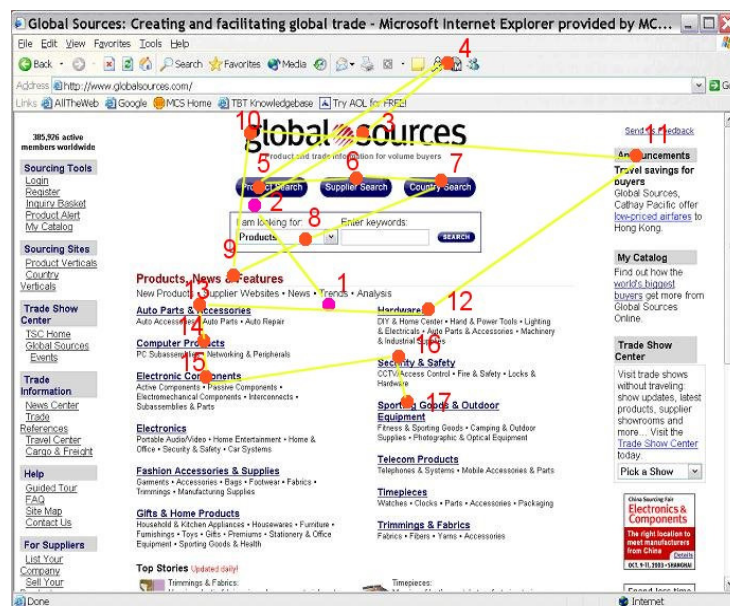 Global Sources: Creating and facilitating global trade - Microsoft Internet Explorer provided by MC...
File Edit View Favorites Tools Help
Back Search Favorites Media
Address http://www.globalsources.com/ Go
Links AllTheWeb Google MCS Home TBT Knowledgebase Try AOL for FREE!
4
385,926 active
members worldwide
Sourcing Tools
Login
Register
Inquiry Basket
Product Alert
My Catalog
Sourcing Sites
Product Verticals
Country
Verticals
Trade Show
Center
TSC Home
Global Sources
Events
Trade
Information
News Center
Trade
References
Travel Center
Cargo & Freight
Help
Guided Tour
FAQ
Site Map
Contact Us
For Suppliers
List Your
Company
Sell Your
10 3
global sources
Product and trade information for volume buyers
5 6 7
Product Search Supplier Search Country Search
2 8
I am looking for: Enter keywords:
Products SEARCH
9
Products, News & Features
1
New Products • Supplier Websites • News • Trends • Analysis
13 12
Auto Parts & Accessories
Auto Accessories • Auto Parts • Auto Repair
14
Computer Products
PC Subassemblies • Networking & Peripherals
15
Electronic Components
Active Components • Passive Components •
Electromechanical Components • Interconnects •
Subassemblies & Parts
Electronics
Portable Audio/Video • Home Entertainment • Home &
Office • Security & Safety • Car Systems
Fashion Accessories & Supplies
Garments • Accessories • Bags • Footwear • Fabrics •
Trimmings • Manufacturing Supplies
Gifts & Home Products
Household & Kitchen Appliances • Housewares • Furniture •
Furnishings • Toys • Gifts • Premiums • Stationery & Office
Equipment • Sporting Goods & Health
Hardware
DIY & Home Center • Hand & Power Tools • Lighting
& Electricals • Auto Parts & Accessories • Machinery
& Industrial Supplies
16
Security & Safety
CCTV/Access Control • Fire & Safety • Locks &
Hardware
17
Sporting Goods & Outdoor
Equipment
Fitness & Sporting Goods • Camping & Outdoor
Supplies • Photographic & Optical Equipment
Telecom Products
Telephones & Systems • Mobile Accessories & Parts
Timepieces
Watches • Clocks • Parts • Accessories • Packaging
Trimmings & Fabrics
Fabrics • Fibers • Yarns • Accessories
Top Stories Updated daily!
Trimmings & Fabrics:
Timepieces:
11
Send Us Feedback
Announcements
Travel savings for
buyers
Global Sources,
Cathay Pacific offer
low-priced airfares to
Hong Kong.
My Catalog
Find out how the
world's biggest
buyers get more from
Global Sources
Online.
Trade Show
Center
Visit trade shows
without traveling:
show updates, latest
products, supplier
showrooms and
more... Visit the
Trade Show Center
today.
Pick a Show
China Sourcing Fair
Electronics &
Components
The right location to
meet manufacturers
from China
Details
OCT. 9-11, 2003 • SHANGHAI
Spend less time
Done Internet